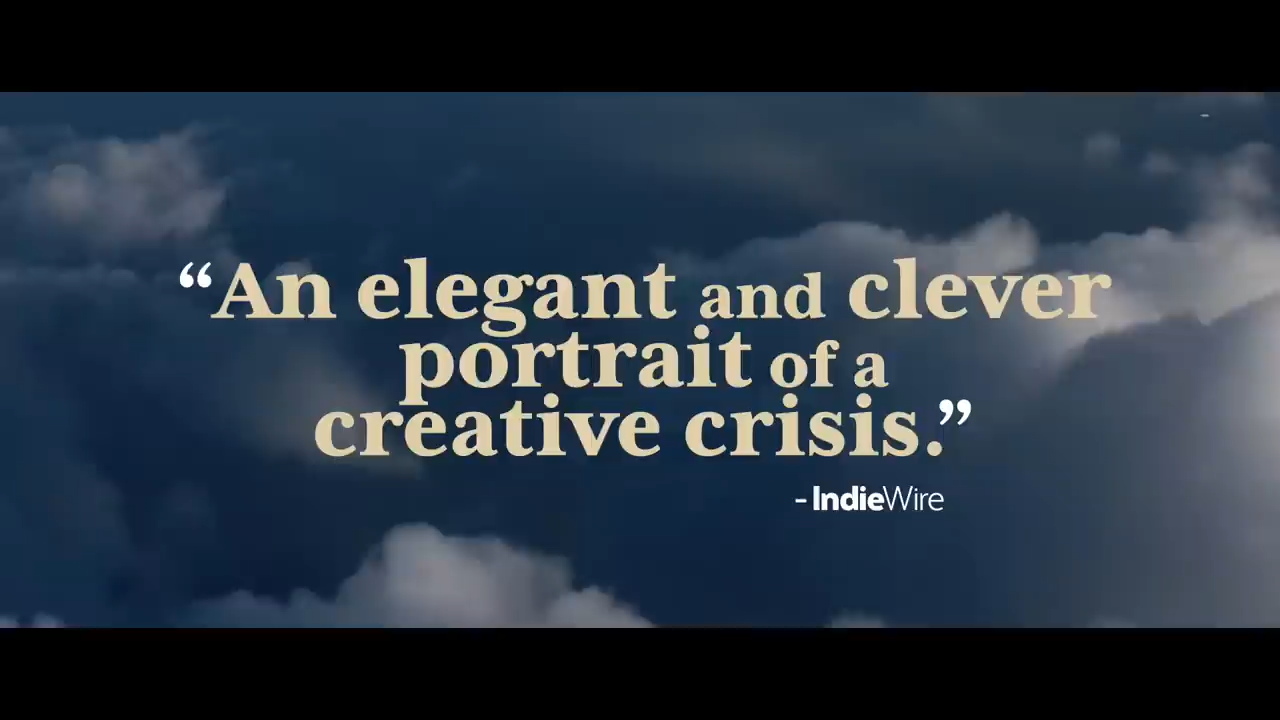 “An elegant and clever
portrait of a
creative crisis.”
- IndieWire